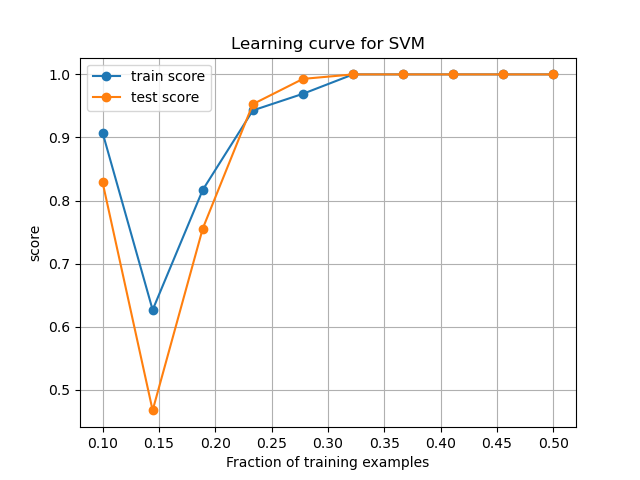 Learning curve for SVM
train score
test score
1.0
0.9
0.8
0.7
0.6
0.5
score
0.10 0.15 0.20 0.25 0.30 0.35 0.40 0.45 0.50
Fraction of training examples